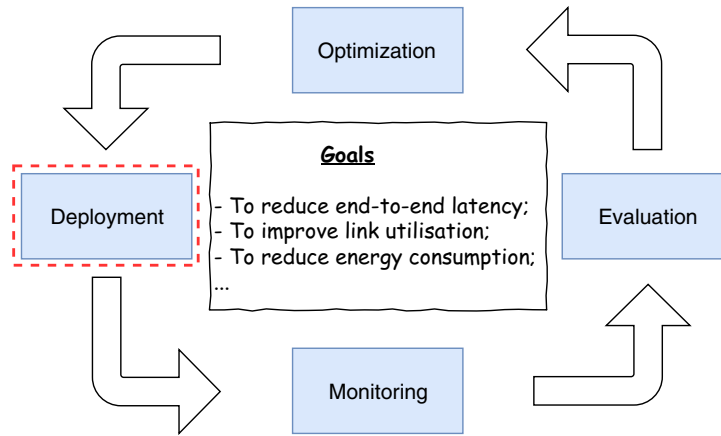 Optimization
Goals
Deployment
- To reduce end-to-end latency;
- To improve link utilisation;
- To reduce energy consumption;
...
Evaluation
Monitoring